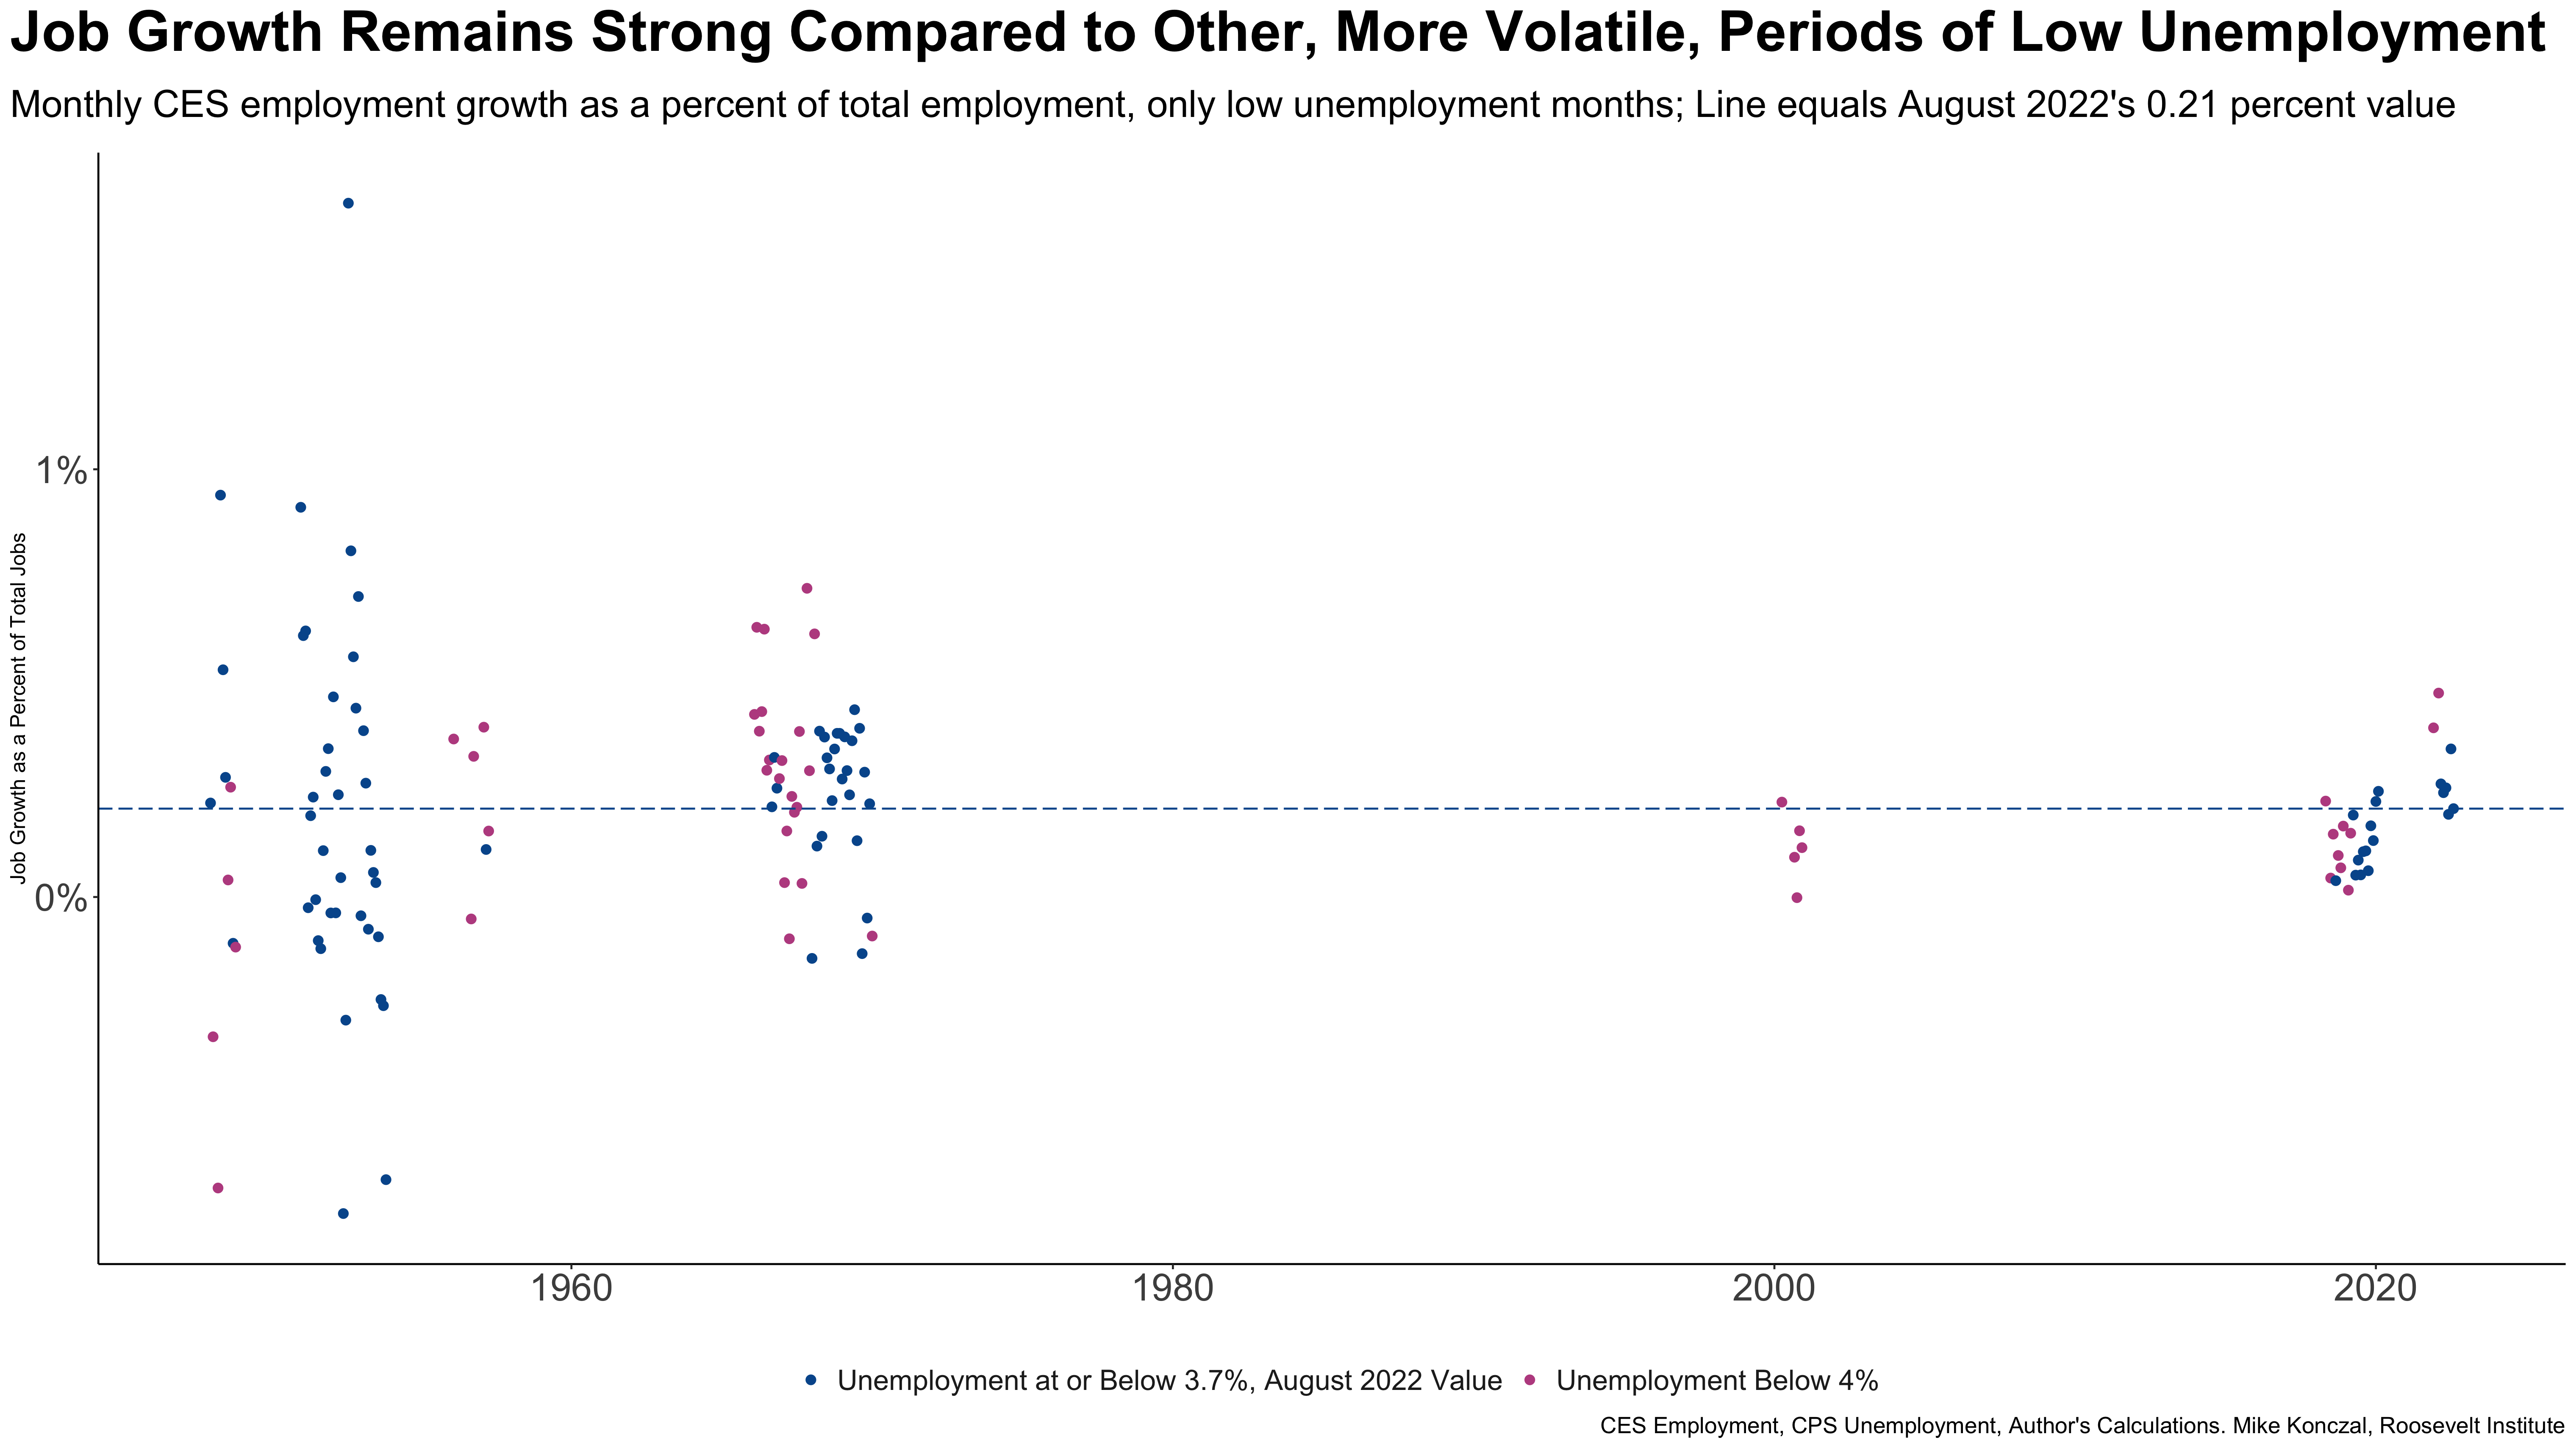 Job Growth Remains Strong Compared to Other, More Volatile, Periods of Low Unemployment
Monthly CES employment growth as a percent of total employment, only low unemployment months; Line equals August 2022's 0.21 percent value
Job Growth as a Percent of Total Jobs
1%
0%
1960 1980 2000 2020
Unemployment at or Below 3.7%, August 2022 Value Unemployment Below 4%
CES Employment, CPS Unemployment, Author's Calculations. Mike Konczal, Roosevelt Institute